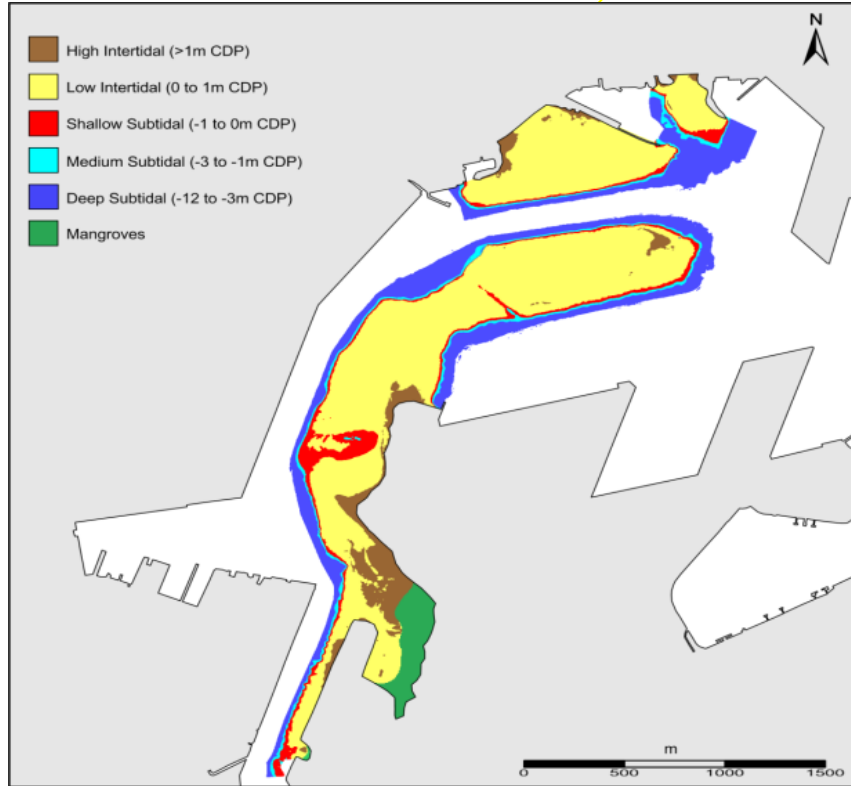 N
High Intertidal (>1m CDP)
Low Intertidal (0 to 1m CDP)
Shallow Subtidal (-1 to 0m CDP)
Medium Subtidal (-3 to -1m CDP)
Deep Subtidal (-12 to -3m CDP)
Mangroves
m
0 500 1000 1500